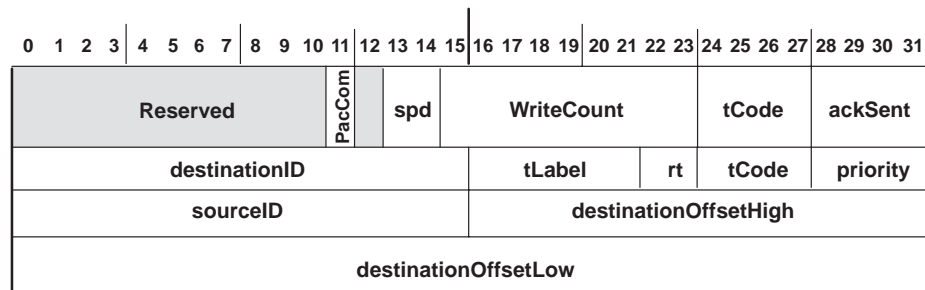 0 1 2 3 4 5 6 7 8 9 10 11 12 13 14 15 16 17 18 19 20 21 22 23 24 25 26 27 28 29 30 31
Reserved PacCom spd WriteCount tCode ackSent
destinationID tLabel rt tCode priority
sourceID destinationOffsetHigh
destinationOffsetLow